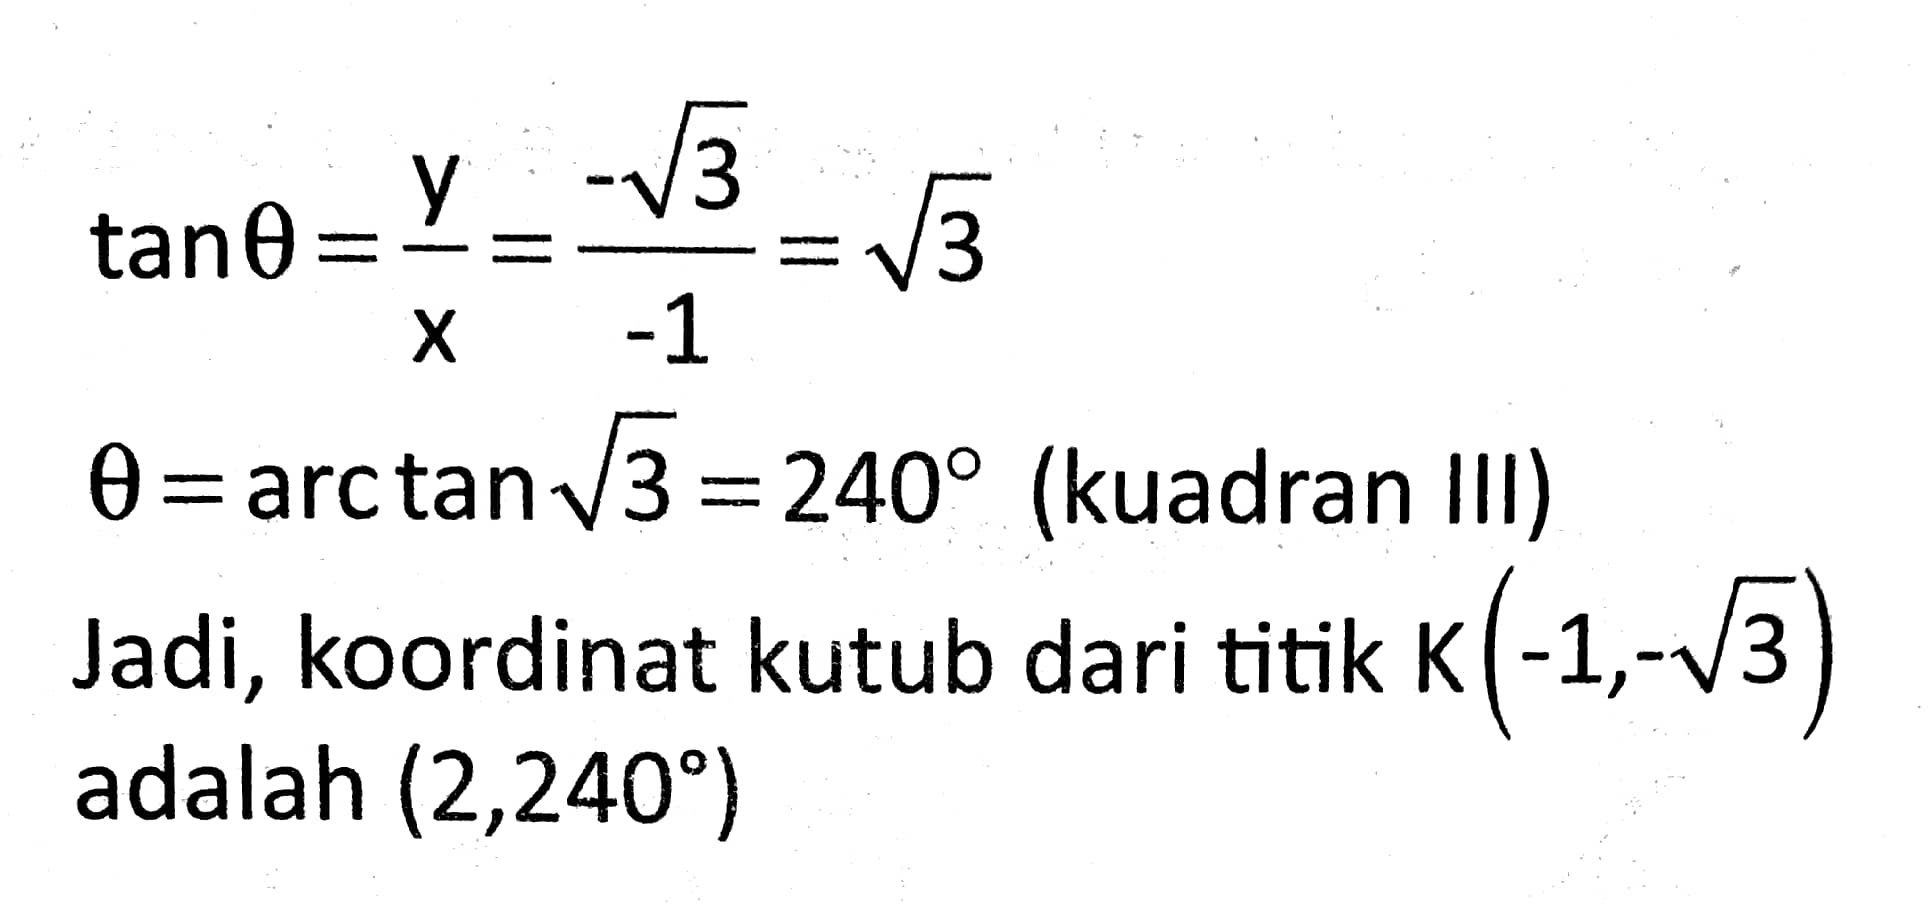 tan θ = y/x = -√3/-1 = √3
θ = arc tan √3 = 240° (kuadran III)
Jadi, koordinat kutub dari titik K(-1,-√3)
adalah (2,240°)